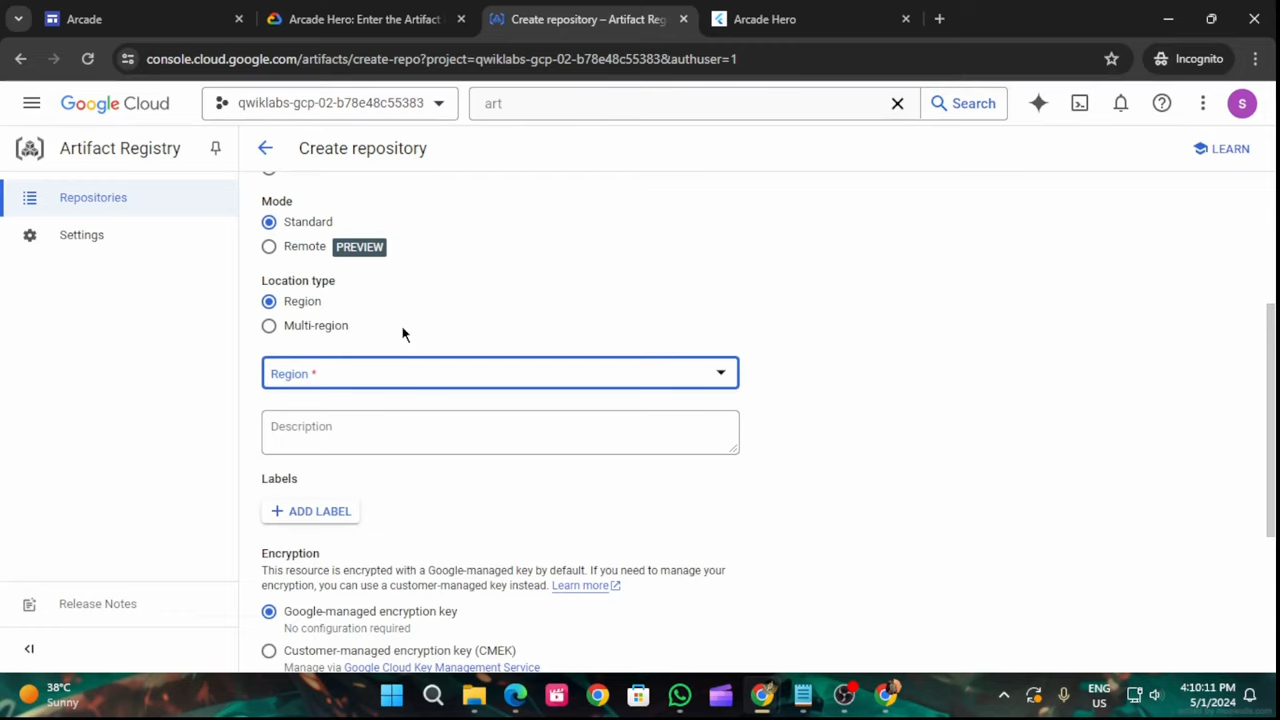 Arcade
Arcade Hero: Enter the Artifact
Create repository – Artifact Reg
Arcade Hero
console.cloud.google.com/artifacts/create-repo?project=qwiklabs-gcp-02-b78e48c55383&authuser=1
Incognito
Google Cloud
qwiklabs-gcp-02-b78e48c55383
art
Search
S
Artifact Registry
Create repository
LEARN
Repositories
Settings
Mode
Standard
Remote PREVIEW
Location type
Region
Multi-region
Region *
Description
Labels
+ ADD LABEL
Encryption
This resource is encrypted with a Google-managed key by default. If you need to manage your
encryption, you can use a customer-managed key instead. Learn more
Google-managed encryption key
No configuration required
Customer-managed encryption key (CMEK)
Manage via Google Cloud Key Management Service
Release Notes
38°C
Sunny
ENG
US
4:10:11 PM
5/1/2024